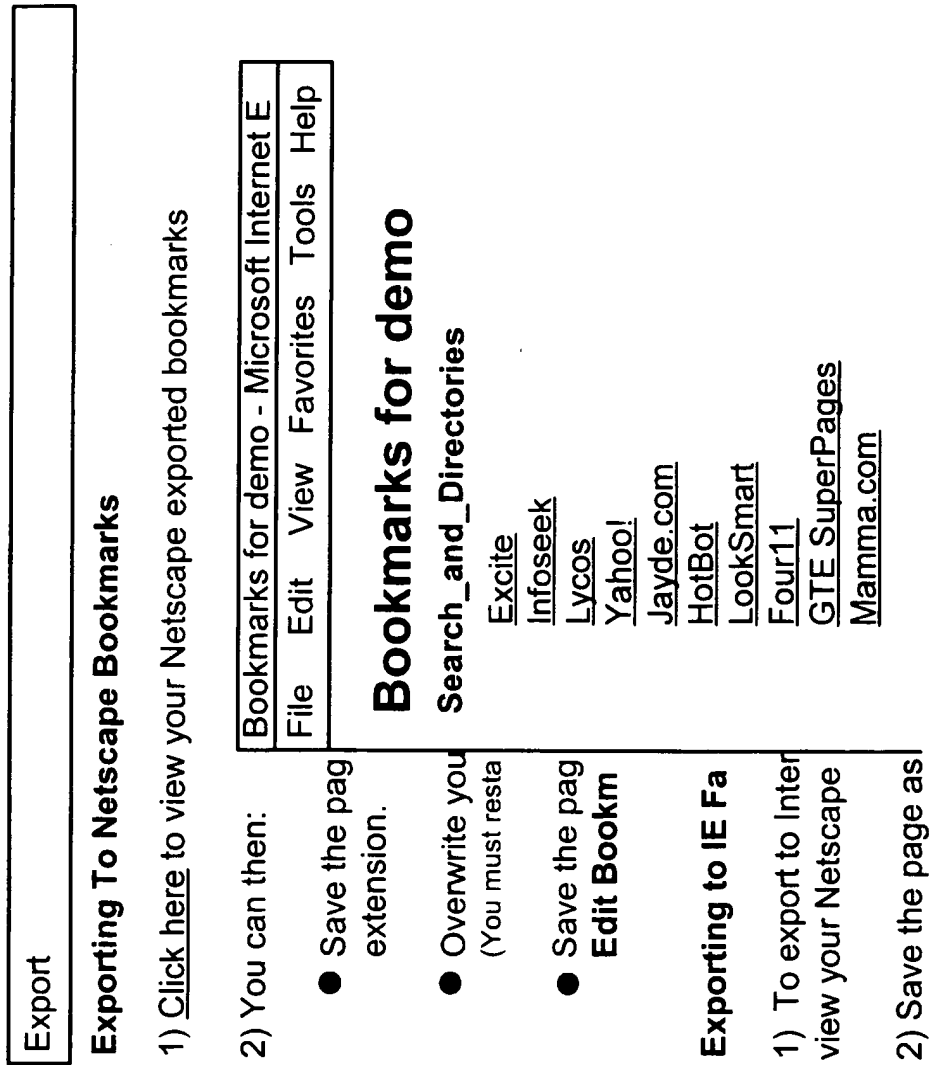 Export
Exporting To Netscape Bookmarks
1) Click here to view your Netscape exported bookmarks
2) You can then:
● Save the pag
extension.
● Overwrite you
(You must resta
● Save the pag
Edit Bookm
Exporting to IE Fa
1) To export to Inter
view your Netscape
2) Save the page as
Bookmarks for demo - Microsoft Internet E
File Edit View Favorites Tools Help
Bookmarks for demo
Search_and_Directories
Excite
Infoseek
Lycos
Yahoo!
Jayde.com
HotBot
LookSmart
Four11
GTE SuperPages
Mamma.com